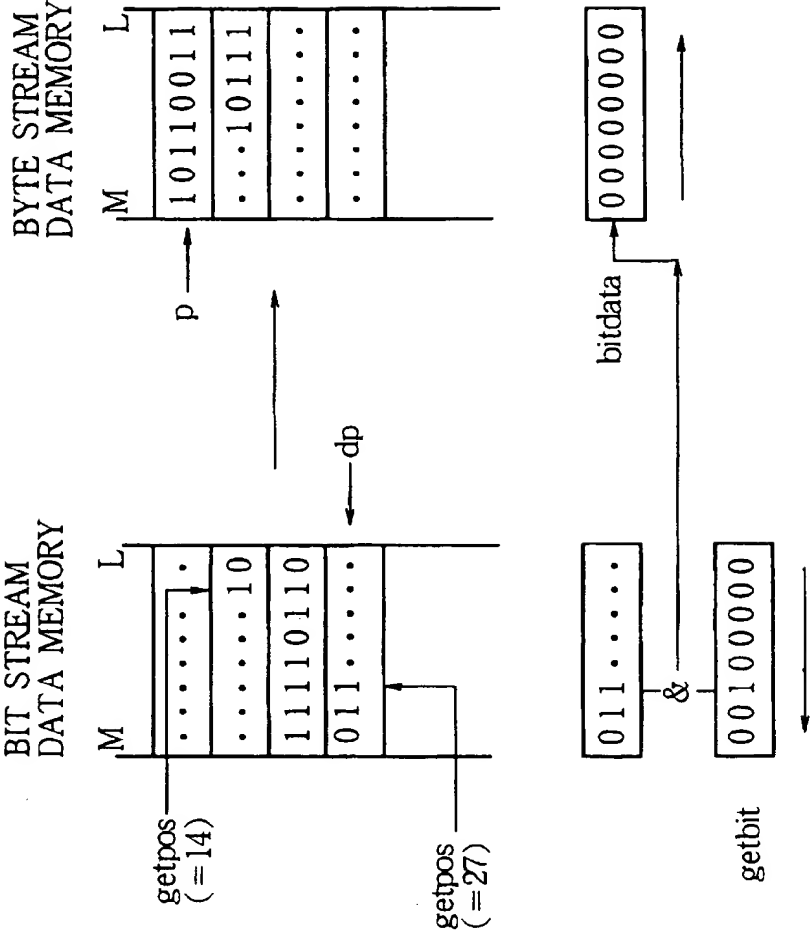 BIT STREAM
DATA MEMORY
M L
getpos
(=14)
. . . . . . . .
. . . . . . 1 0
1 1 1 1 0 1 1 0
0 1 1 . . . . .
dp
getpos
(=27)
0 1 1 . . . . .
&
getbit
0 0 1 0 0 0 0 0
BYTE STREAM
DATA MEMORY
M L
p
1 0 1 1 0 0 1 1
. . . 1 0 1 1 1
. . . . . . . .
. . . . . . . .
bitdata
0 0 0 0 0 0 0 0